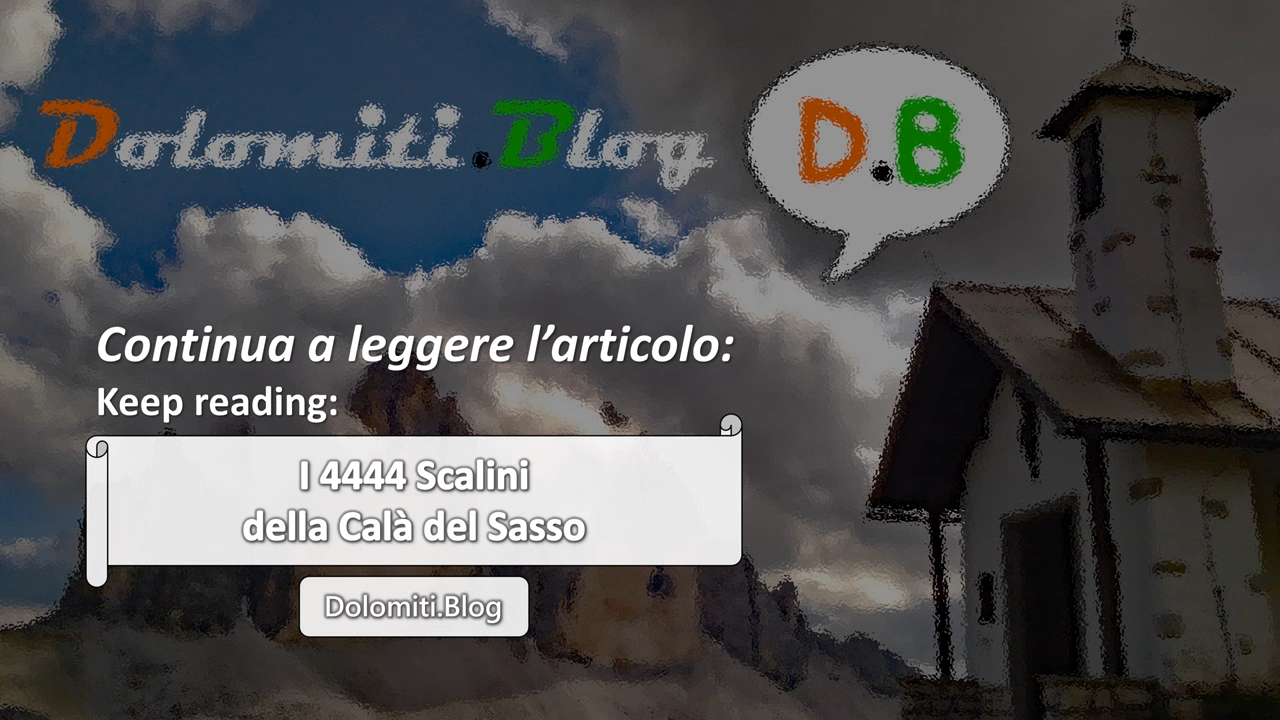 Dolomiti.Blog
D.B
Continua a leggere l’articolo:
Keep reading:
I 4444 Scalini
della Calà del Sasso
Dolomiti.Blog